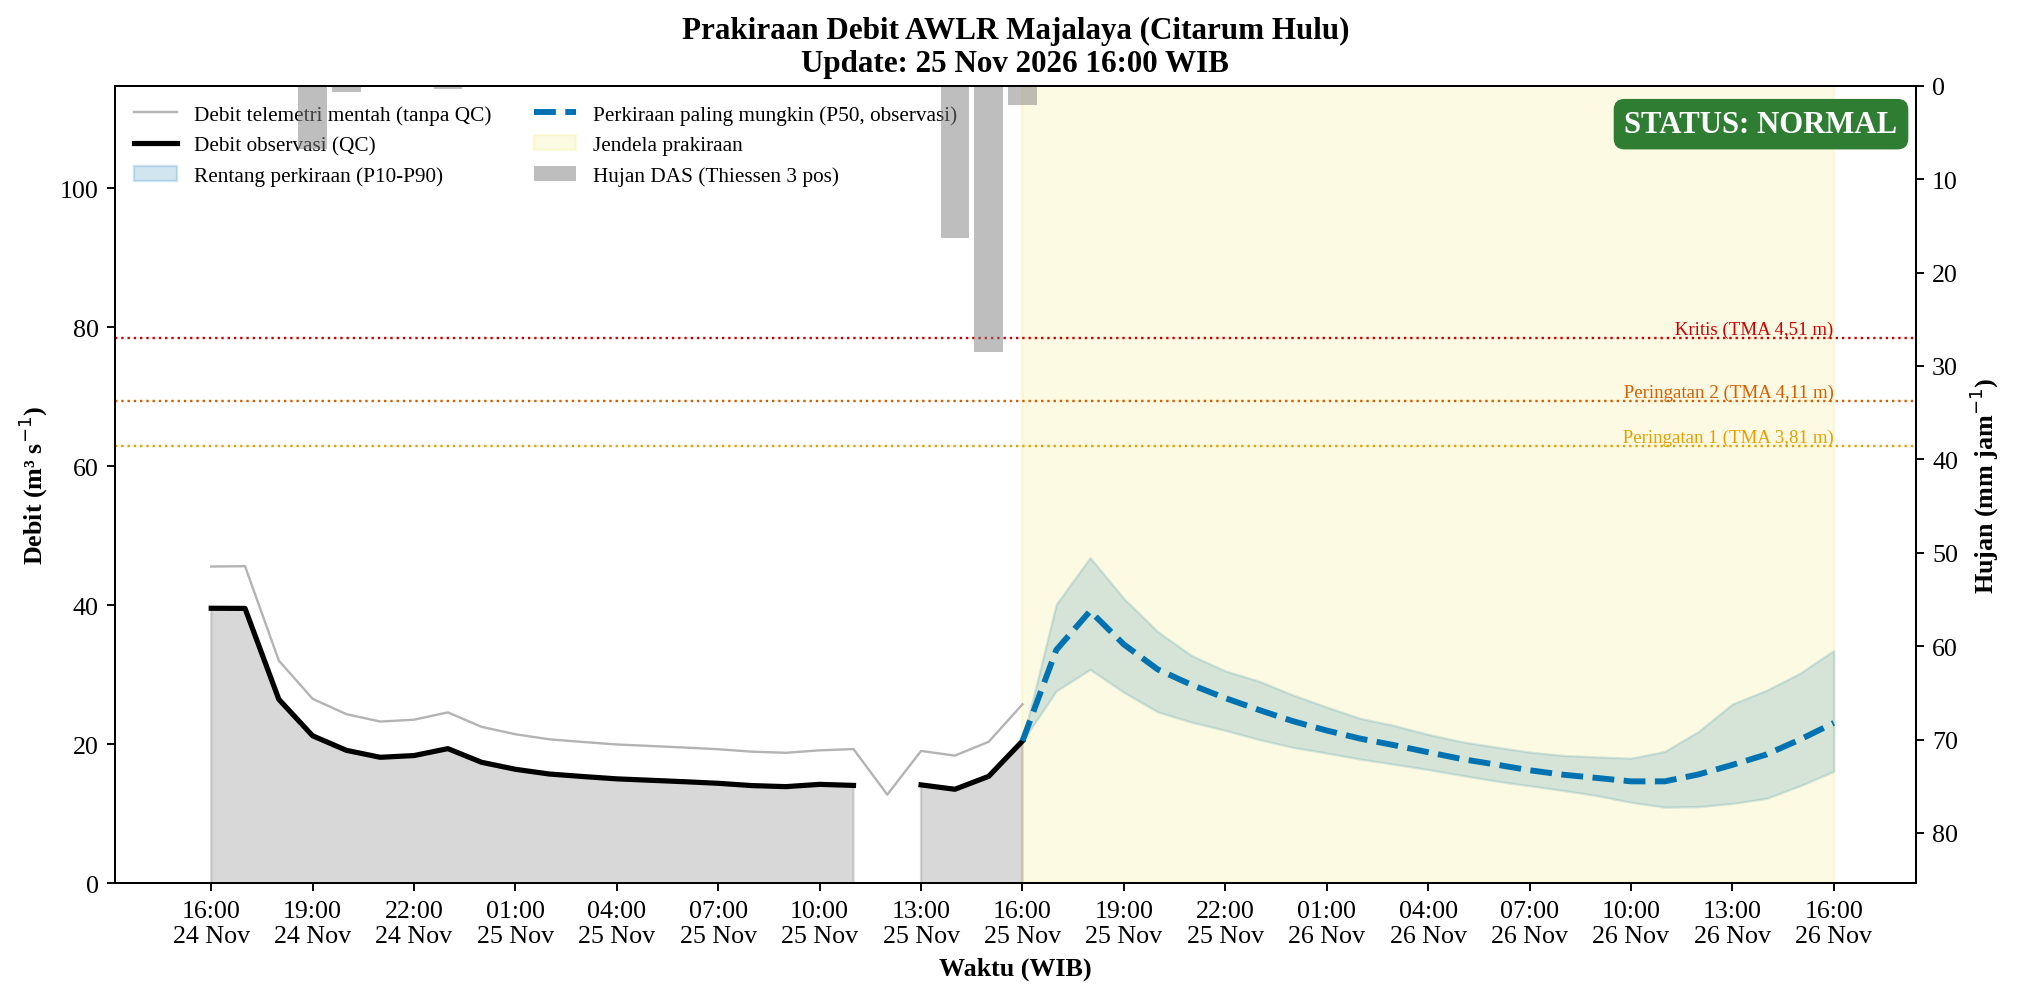 Prakiraan Debit AWLR Majalaya (Citarum Hulu)
Update: 25 Nov 2026 16:00 WIB
Debit telemetri mentah (tanpa QC)
Debit observasi (QC)
Rentang perkiraan (P10-P90)
Perkiraan paling mungkin (P50, observasi)
Jendela prakiraan
Hujan DAS (Thiessen 3 pos)
STATUS: NORMAL
Kritis (TMA 4,51 m)
Peringatan 2 (TMA 4,11 m)
Peringatan 1 (TMA 3,81 m)
Debit (m³ s⁻¹)
100
80
60
40
20
0
Hujan (mm jam⁻¹)
0
10
20
30
40
50
60
70
80
16:00 19:00 22:00 01:00 04:00 07:00 10:00 13:00 16:00 19:00 22:00 01:00 04:00 07:00 10:00 13:00 16:00
24 Nov 24 Nov 24 Nov 25 Nov 25 Nov 25 Nov 25 Nov 25 Nov 25 Nov 25 Nov 25 Nov 26 Nov 26 Nov 26 Nov 26 Nov 26 Nov 26 Nov
Waktu (WIB)